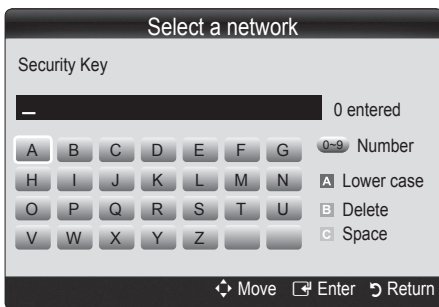 Select a network
Security Key
_ 0 entered
A B C D E F G 0~9 Number
H I J K L M N A Lower case
O P Q R S T U B Delete
V W X Y Z C Space
Move Enter Return